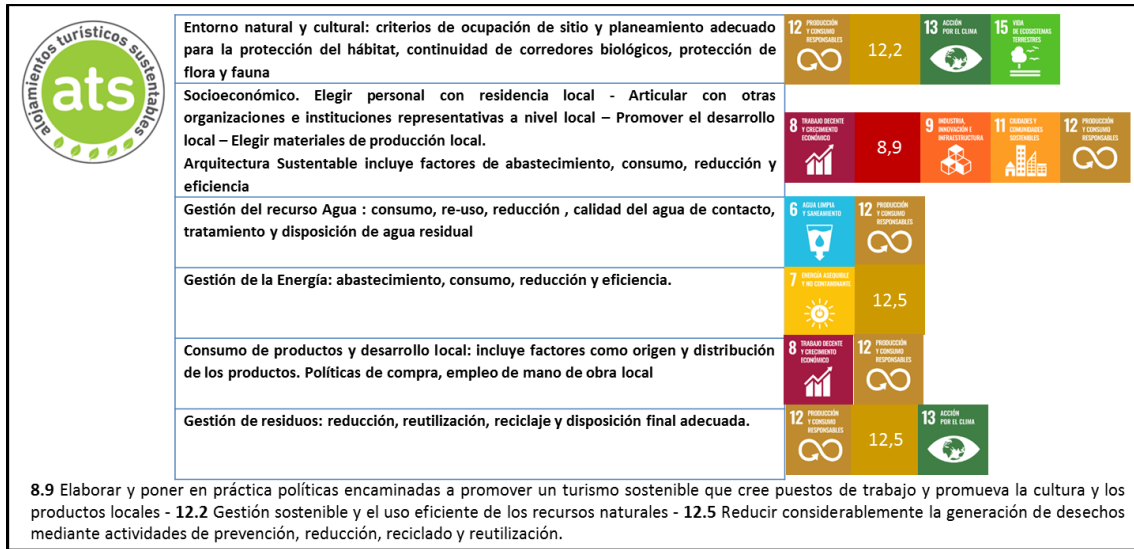 alojamientos turísticos sustentables
ats
Entorno natural y cultural: criterios de ocupación de sitio y planeamiento adecuado
para la protección del hábitat, continuidad de corredores biológicos, protección de
flora y fauna
12 PRODUCCIÓN
Y CONSUMO
RESPONSABLES
12,2
13 ACCIÓN
POR EL CLIMA
15 VIDA
DE ECOSISTEMAS
TERRESTRES
Socioeconómico. Elegir personal con residencia local - Articular con otras
organizaciones e instituciones representativas a nivel local – Promover el desarrollo
local – Elegir materiales de producción local.
Arquitectura Sustentable incluye factores de abastecimiento, consumo, reducción y
eficiencia
8 TRABAJO DECENTE
Y CRECIMIENTO
ECONÓMICO
8,9
9 INDUSTRIA,
INNOVACIÓN E
INFRAESTRUCTURA
11 CIUDADES Y
COMUNIDADES
SOSTENIBLES
12 PRODUCCIÓN
Y CONSUMO
RESPONSABLES
Gestión del recurso Agua : consumo, re-uso, reducción , calidad del agua de contacto,
tratamiento y disposición de agua residual
6 AGUA LIMPIA
Y SANEAMIENTO
12 PRODUCCIÓN
Y CONSUMO
RESPONSABLES
Gestión de la Energía: abastecimiento, consumo, reducción y eficiencia.
7 ENERGÍA ASEQUIBLE
Y NO CONTAMINANTE
12,5
Consumo de productos y desarrollo local: incluye factores como origen y distribución
de los productos. Políticas de compra, empleo de mano de obra local
8 TRABAJO DECENTE
Y CRECIMIENTO
ECONÓMICO
12 PRODUCCIÓN
Y CONSUMO
RESPONSABLES
Gestión de residuos: reducción, reutilización, reciclaje y disposición final adecuada.
12 PRODUCCIÓN
Y CONSUMO
RESPONSABLES
12,5
13 ACCIÓN
POR EL CLIMA
8.9 Elaborar y poner en práctica políticas encaminadas a promover un turismo sostenible que cree puestos de trabajo y promueva la cultura y los
productos locales - 12.2 Gestión sostenible y el uso eficiente de los recursos naturales - 12.5 Reducir considerablemente la generación de desechos
mediante actividades de prevención, reducción, reciclado y reutilización.